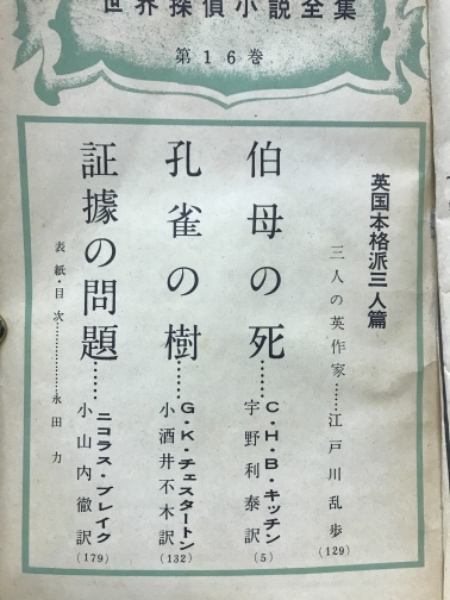 世界探偵小説全集
第16巻
英国本格派三人篇
三人の英作家……江戸川乱歩(129)
伯母の死……C・H・B・キッチン
宇野利泰訳(5)
孔雀の樹……G・K・チェスタートン
小酒井不木訳(132)
証據の問題……ニコラス・ブレイク
小山内徹訳(179)
表紙・目次……………永田力